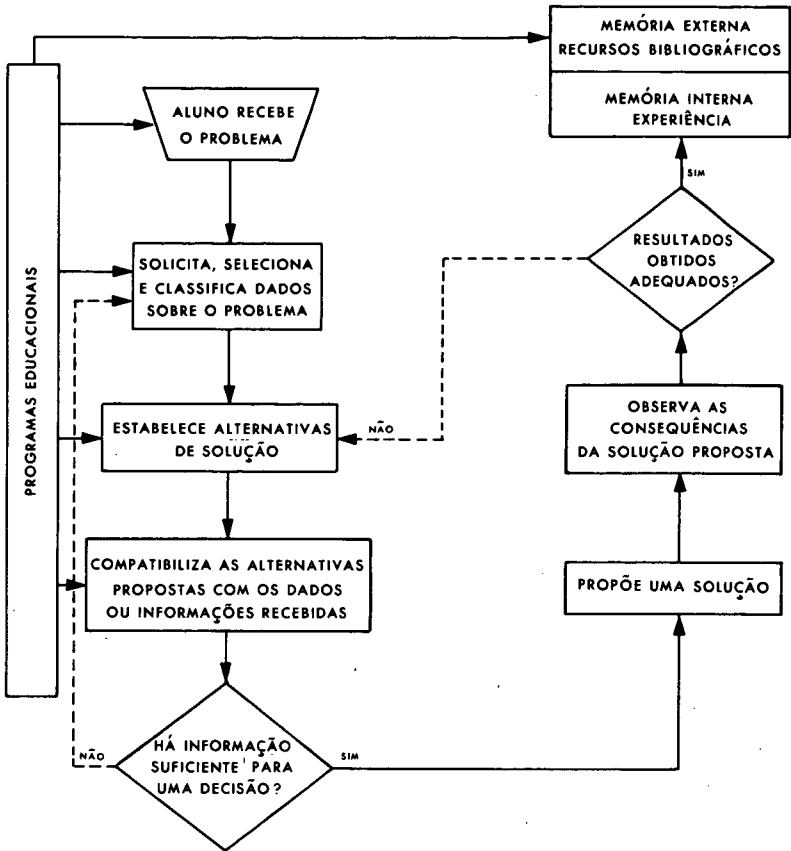 PROGRAMAS EDUCACIONAIS
ALUNO RECEBE
O PROBLEMA
SOLICITA, SELECIONA
E CLASSIFICA DADOS
SOBRE O PROBLEMA
ESTABELECE ALTERNATIVAS
DE SOLUÇÃO
COMPATIBILIZA AS ALTERNATIVAS
PROPOSTAS COM OS DADOS
OU INFORMAÇÕES RECEBIDAS
HÁ INFORMAÇÃO
SUFICIENTE PARA
UMA DECISÃO?
NÃO
SIM
PROPÕE UMA SOLUÇÃO
OBSERVA AS
CONSEQUÊNCIAS
DA SOLUÇÃO PROPOSTA
RESULTADOS
OBTIDOS
ADEQUADOS?
NÃO
SIM
MEMÓRIA EXTERNA
RECURSOS BIBLIOGRÁFICOS
MEMÓRIA INTERNA
EXPERIÊNCIA